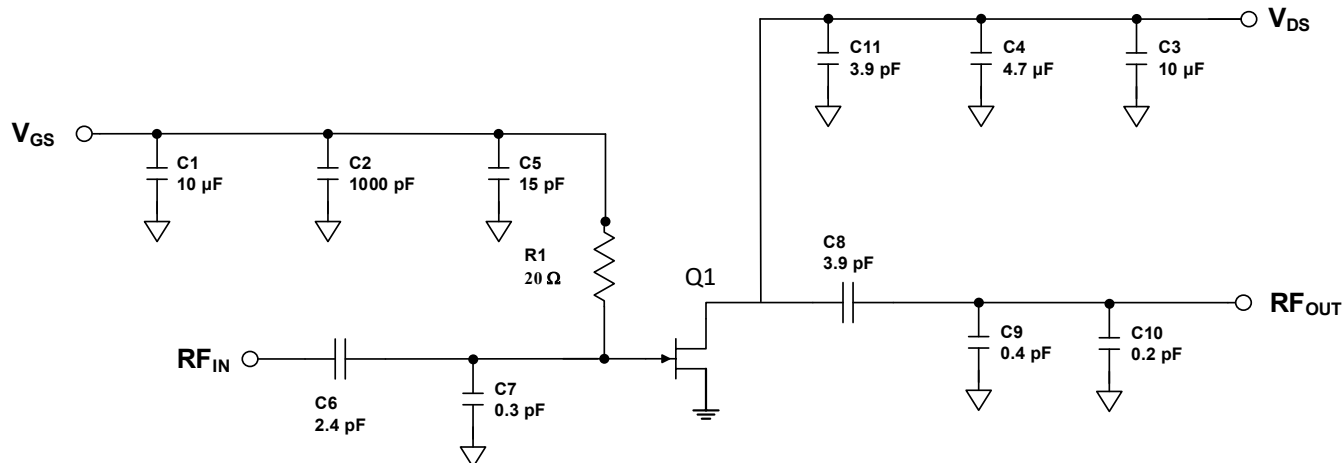 V_DS
C11
3.9 pF
C4
4.7 µF
C3
10 µF
V_GS
C1
10 µF
C2
1000 pF
C5
15 pF
R1
20 Ω
Q1
C8
3.9 pF
RF_OUT
C9
0.4 pF
C10
0.2 pF
RF_IN
C6
2.4 pF
C7
0.3 pF